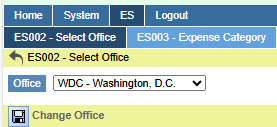 Home System ES Logout
ES002 - Select Office ES003 - Expense Category
ES002 - Select Office
Office WDC - Washington, D.C.
Change Office